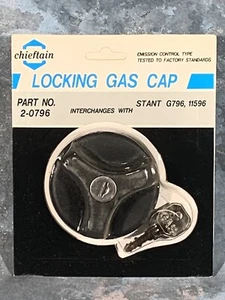 chieftain
EMISSION CONTROL TYPE
TESTED TO FACTORY STANDARDS
LOCKING GAS CAP
PART NO.
2-0796
INTERCHANGES WITH
STANT G796, 11596